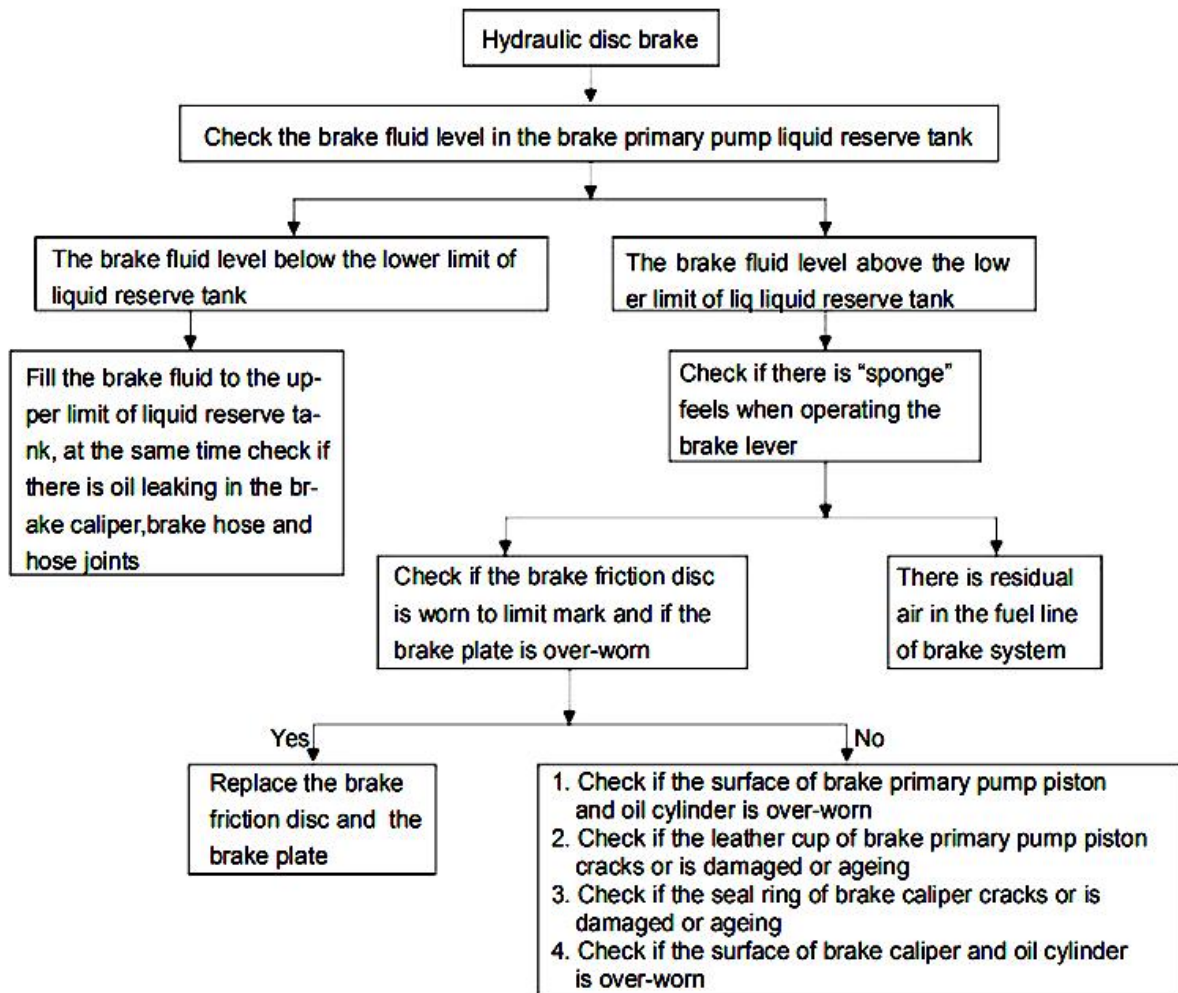 Hydraulic disc brake
Check the brake fluid level in the brake primary pump liquid reserve tank
The brake fluid level below the lower limit of
liquid reserve tank
The brake fluid level above the low
er limit of liq liquid reserve tank
Fill the brake fluid to the up-
per limit of liquid reserve ta-
nk, at the same time check if
there is oil leaking in the br-
ake caliper,brake hose and
hose joints
Check if there is “sponge”
feels when operating the
brake lever
Check if the brake friction disc
is worn to limit mark and if the
brake plate is over-worn
There is residual
air in the fuel line
of brake system
Yes
No
Replace the brake
friction disc and the
brake plate
1. Check if the surface of brake primary pump piston
and oil cylinder is over-worn
2. Check if the leather cup of brake primary pump piston
cracks or is damaged or ageing
3. Check if the seal ring of brake caliper cracks or is
damaged or ageing
4. Check if the surface of brake caliper and oil cylinder
is over-worn